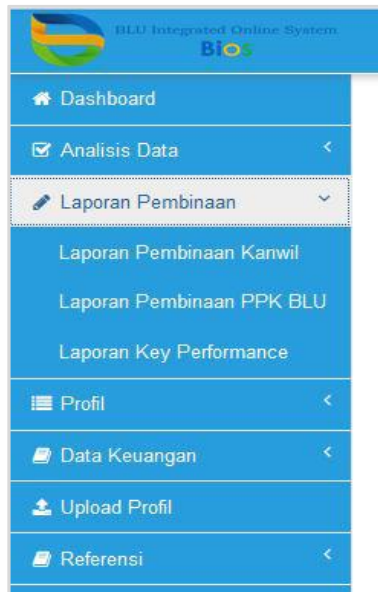 BLU Integrated Online System
Bios
Dashboard
Analisis Data
Laporan Pembinaan
Laporan Pembinaan Kanwil
Laporan Pembinaan PPK BLU
Laporan Key Performance
Profil
Data Keuangan
Upload Profil
Referensi